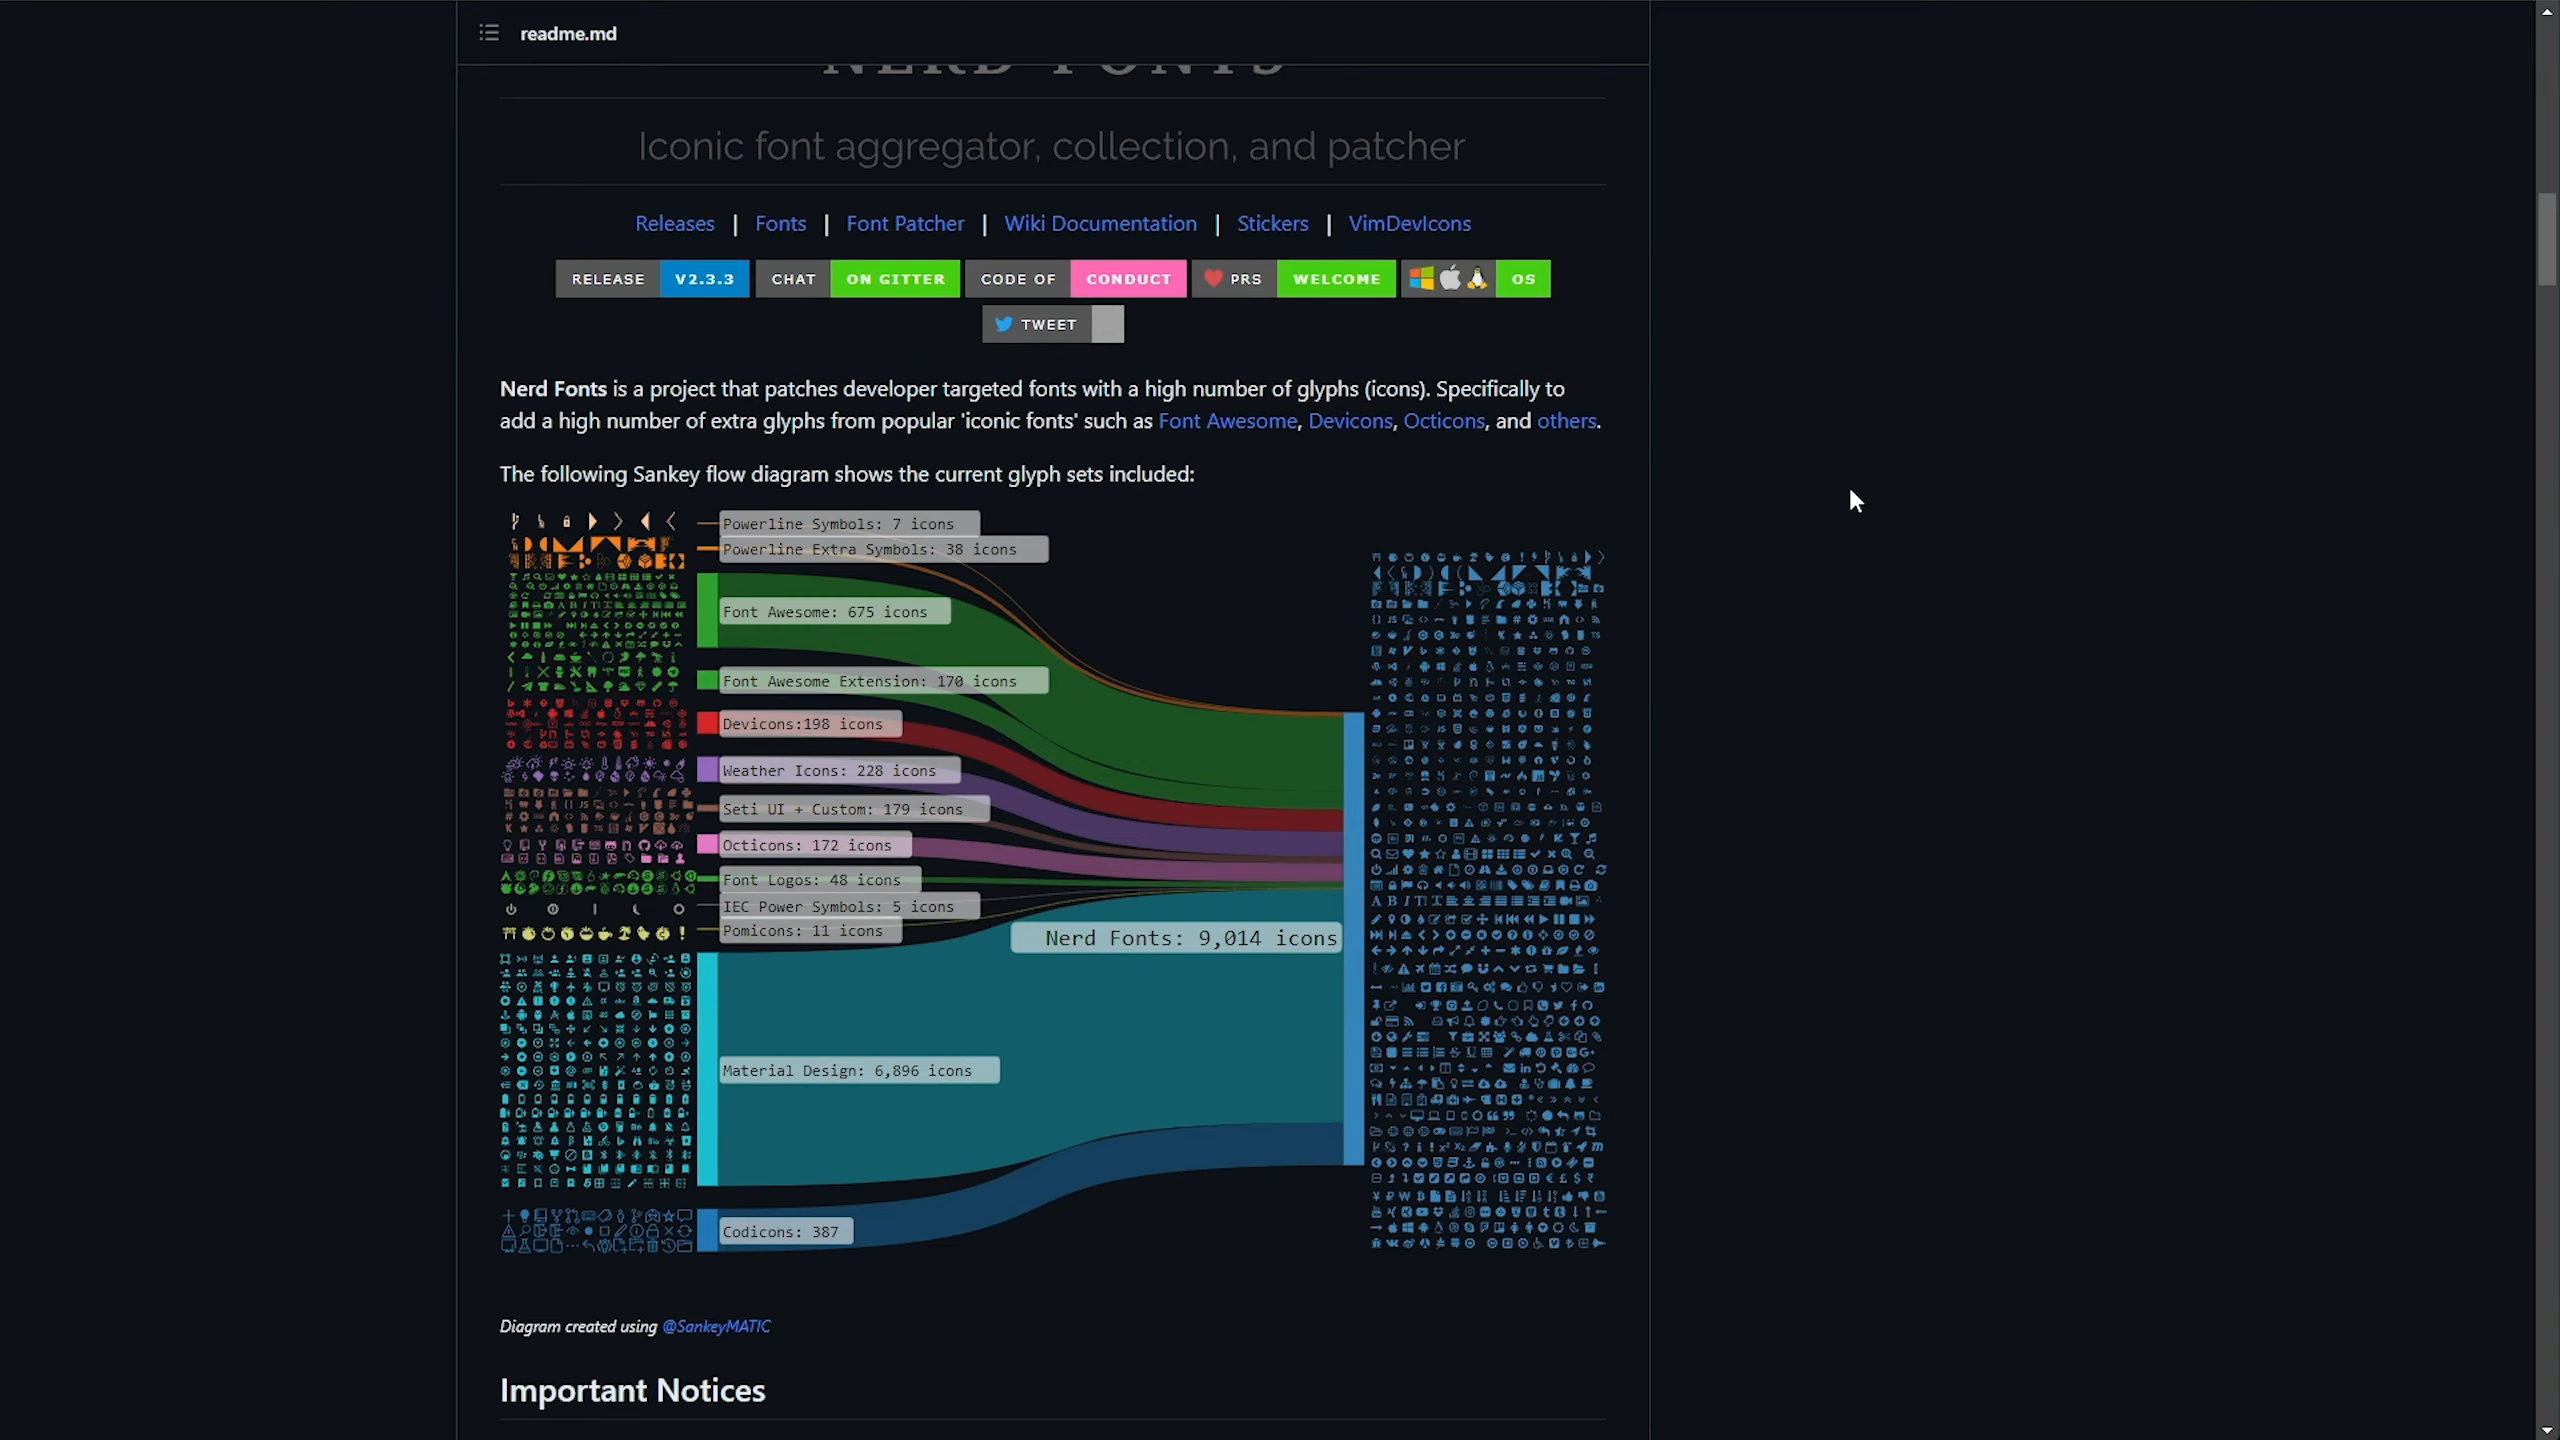 readme.md
NERD FONTS
Iconic font aggregator, collection, and patcher
Releases | Fonts | Font Patcher | Wiki Documentation | Stickers | VimDevIcons
RELEASE V2.3.3 CHAT ON GITTER CODE OF CONDUCT PRS WELCOME OS
TWEET
Nerd Fonts is a project that patches developer targeted fonts with a high number of glyphs (icons). Specifically to
add a high number of extra glyphs from popular 'iconic fonts' such as Font Awesome, Devicons, Octicons, and others.
The following Sankey flow diagram shows the current glyph sets included:
Powerline Symbols: 7 icons
Powerline Extra Symbols: 38 icons
Font Awesome: 675 icons
Font Awesome Extension: 170 icons
Devicons:198 icons
Weather Icons: 228 icons
Seti UI + Custom: 179 icons
Octicons: 172 icons
Font Logos: 48 icons
IEC Power Symbols: 5 icons
Pomicons: 11 icons
Nerd Fonts: 9,014 icons
Material Design: 6,896 icons
Codicons: 387
Diagram created using @SankeyMATIC
Important Notices